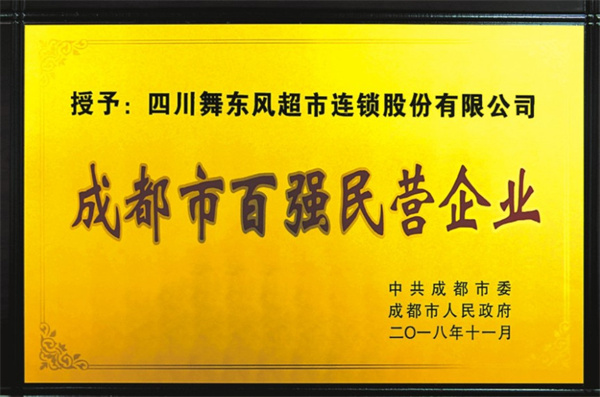 授予：四川舞东风超市连锁股份有限公司
成都市百强民营企业
中共成都市委
成都市人民政府
二〇一八年十一月